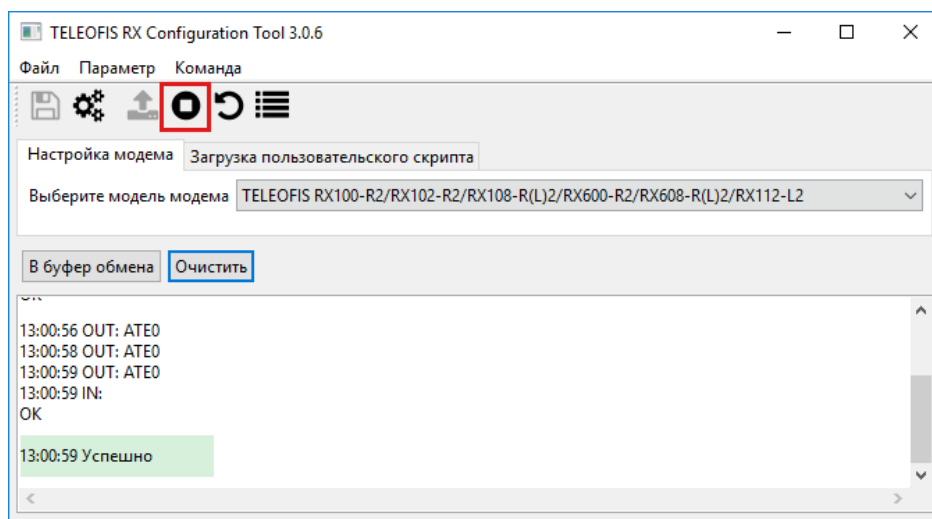 TELEOFIS RX Configuration Tool 3.0.6
Файл Параметр Команда
Настройка модема Загрузка пользовательского скрипта
Выберите модель модема TELEOFIS RX100-R2/RX102-R2/RX108-R(L)2/RX600-R2/RX608-R(L)2/RX112-L2
В буфер обмена Очистить
13:00:56 OUT: ATE0
13:00:58 OUT: ATE0
13:00:59 OUT: ATE0
13:00:59 IN:
OK
13:00:59 Успешно